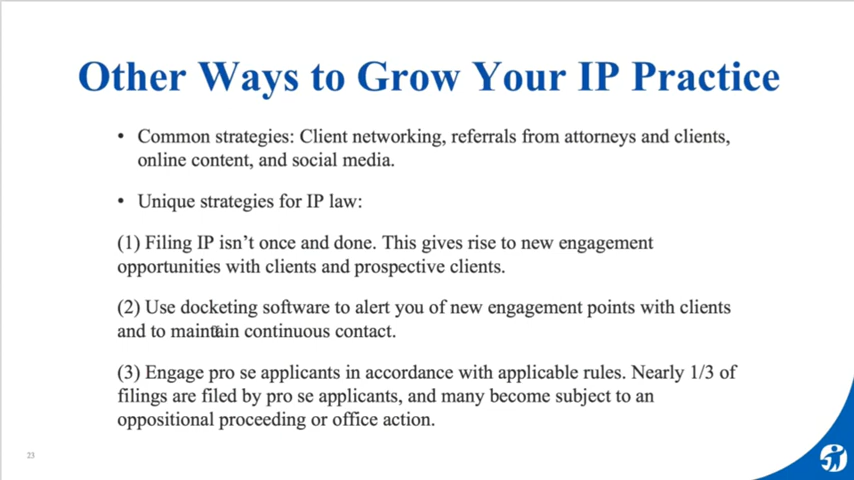 Other Ways to Grow Your IP Practice
• Common strategies: Client networking, referrals from attorneys and clients,
online content, and social media.
• Unique strategies for IP law:
(1) Filing IP isn’t once and done. This gives rise to new engagement
opportunities with clients and prospective clients.
(2) Use docketing software to alert you of new engagement points with clients
and to maintain continuous contact.
(3) Engage pro se applicants in accordance with applicable rules. Nearly 1/3 of
filings are filed by pro se applicants, and many become subject to an
oppositional proceeding or office action.
23